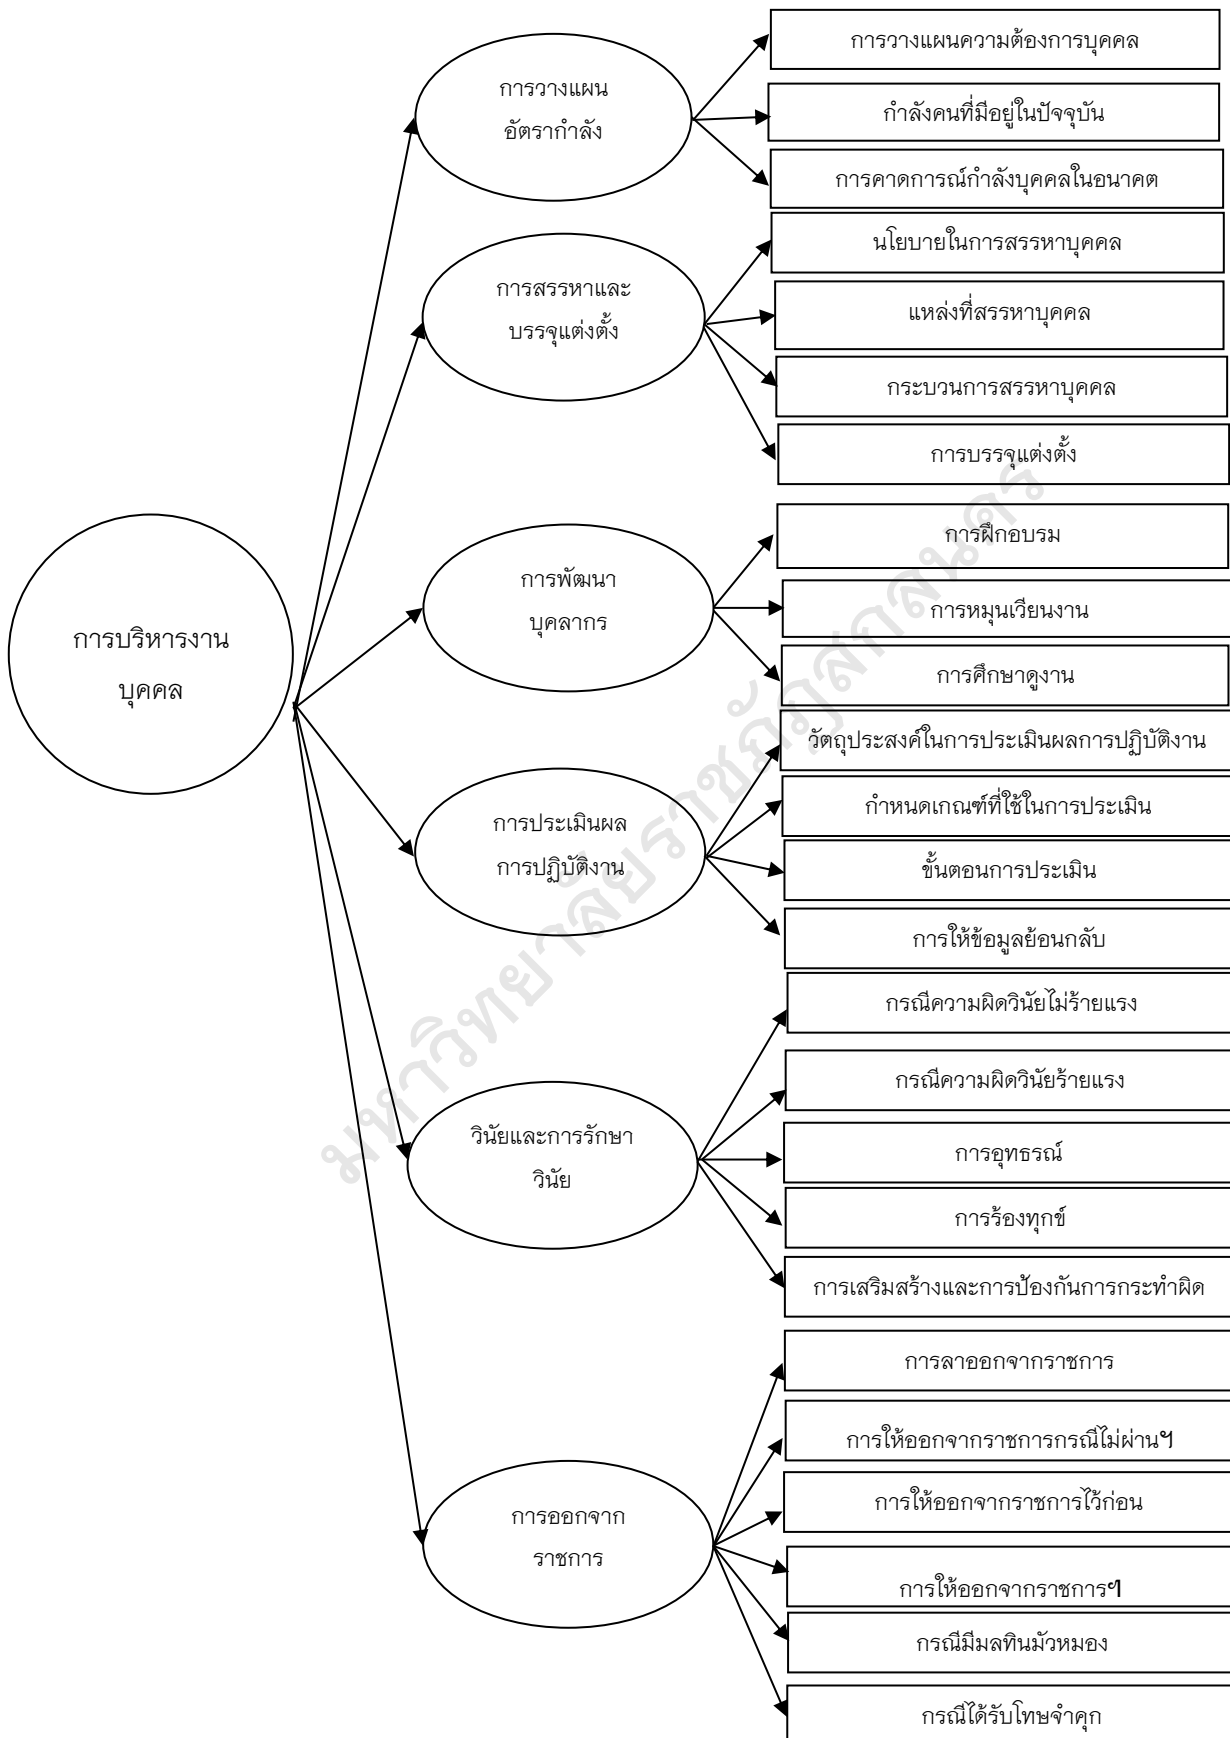 การบริหารงาน
บุคคล
การวางแผน
อัตรากำลัง
การวางแผนความต้องการบุคคล
กำลังคนที่มีอยู่ในปัจจุบัน
การคาดการณ์กำลังบุคคลในอนาคต
การสรรหาและ
บรรจุแต่งตั้ง
นโยบายในการสรรหาบุคคล
แหล่งที่สรรหาบุคคล
กระบวนการสรรหาบุคคล
การบรรจุแต่งตั้ง
การพัฒนา
บุคลากร
การฝึกอบรม
การหมุนเวียนงาน
การศึกษาดูงาน
การประเมินผล
การปฏิบัติงาน
วัตถุประสงค์ในการประเมินผลการปฏิบัติงาน
กำหนดเกณฑ์ที่ใช้ในการประเมิน
ขั้นตอนการประเมิน
การให้ข้อมูลย้อนกลับ
วินัยและการรักษา
วินัย
กรณีความผิดวินัยไม่ร้ายแรง
กรณีความผิดวินัยร้ายแรง
การอุทธรณ์
การร้องทุกข์
การเสริมสร้างและการป้องกันการกระทำผิด
การออกจาก
ราชการ
การลาออกจากราชการ
การให้ออกจากราชการกรณีไม่ผ่านฯ
การให้ออกจากราชการไว้ก่อน
การให้ออกจากราชการฯ
กรณีมีมลทินมัวหมอง
กรณีได้รับโทษจำคุก
มหาวิทยาลัยราชภัฏสกลนคร